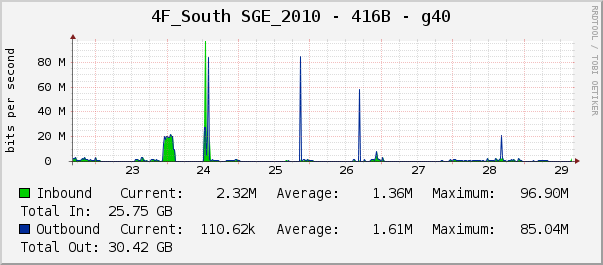 4F_South SGE_2010 - 416B - g40
RRDTOOL / TOBI OETIKER
bits per second
80 M
60 M
40 M
20 M
0
23 24 25 26 27 28 29
Inbound Current: 2.32M Average: 1.36M Maximum: 96.90M
Total In: 25.75 GB
Outbound Current: 110.62k Average: 1.61M Maximum: 85.04M
Total Out: 30.42 GB